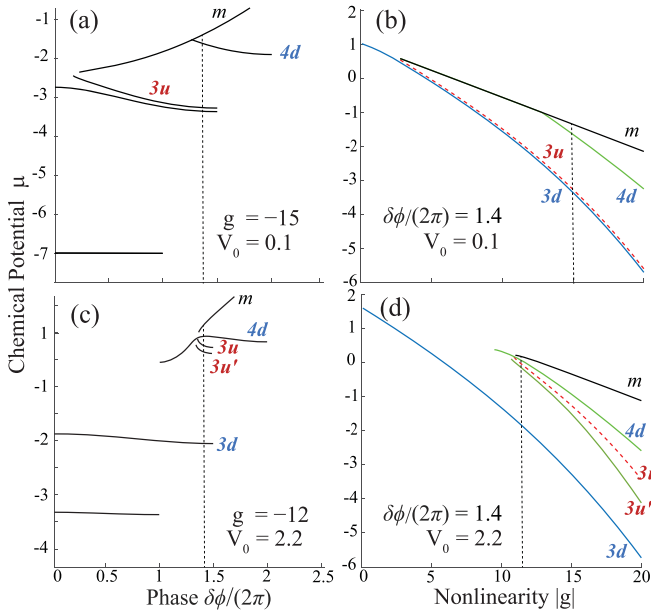 (a)
-1
-2
-3
-4
-5
-6
-7
m
4d
3u
g = −15
V0 = 0.1
(b)
2
1
0
-1
-2
-3
-4
-5
-6
m
3u
3d
4d
δϕ/(2π) = 1.4
V0 = 0.1
Chemical Potential μ
(c)
1
-1
-2
-3
-4
m
4d
3u
3u'
3d
g = −12
V0 = 2.2
0
0.5
1
1.5
2
2.5
Phase δϕ/(2π)
(d)
2
1
0
-1
-2
-3
-4
-5
-6
m
4d
3u
3u'
3d
δϕ/(2π) = 1.4
V0 = 2.2
0
5
10
15
20
Nonlinearity |g|